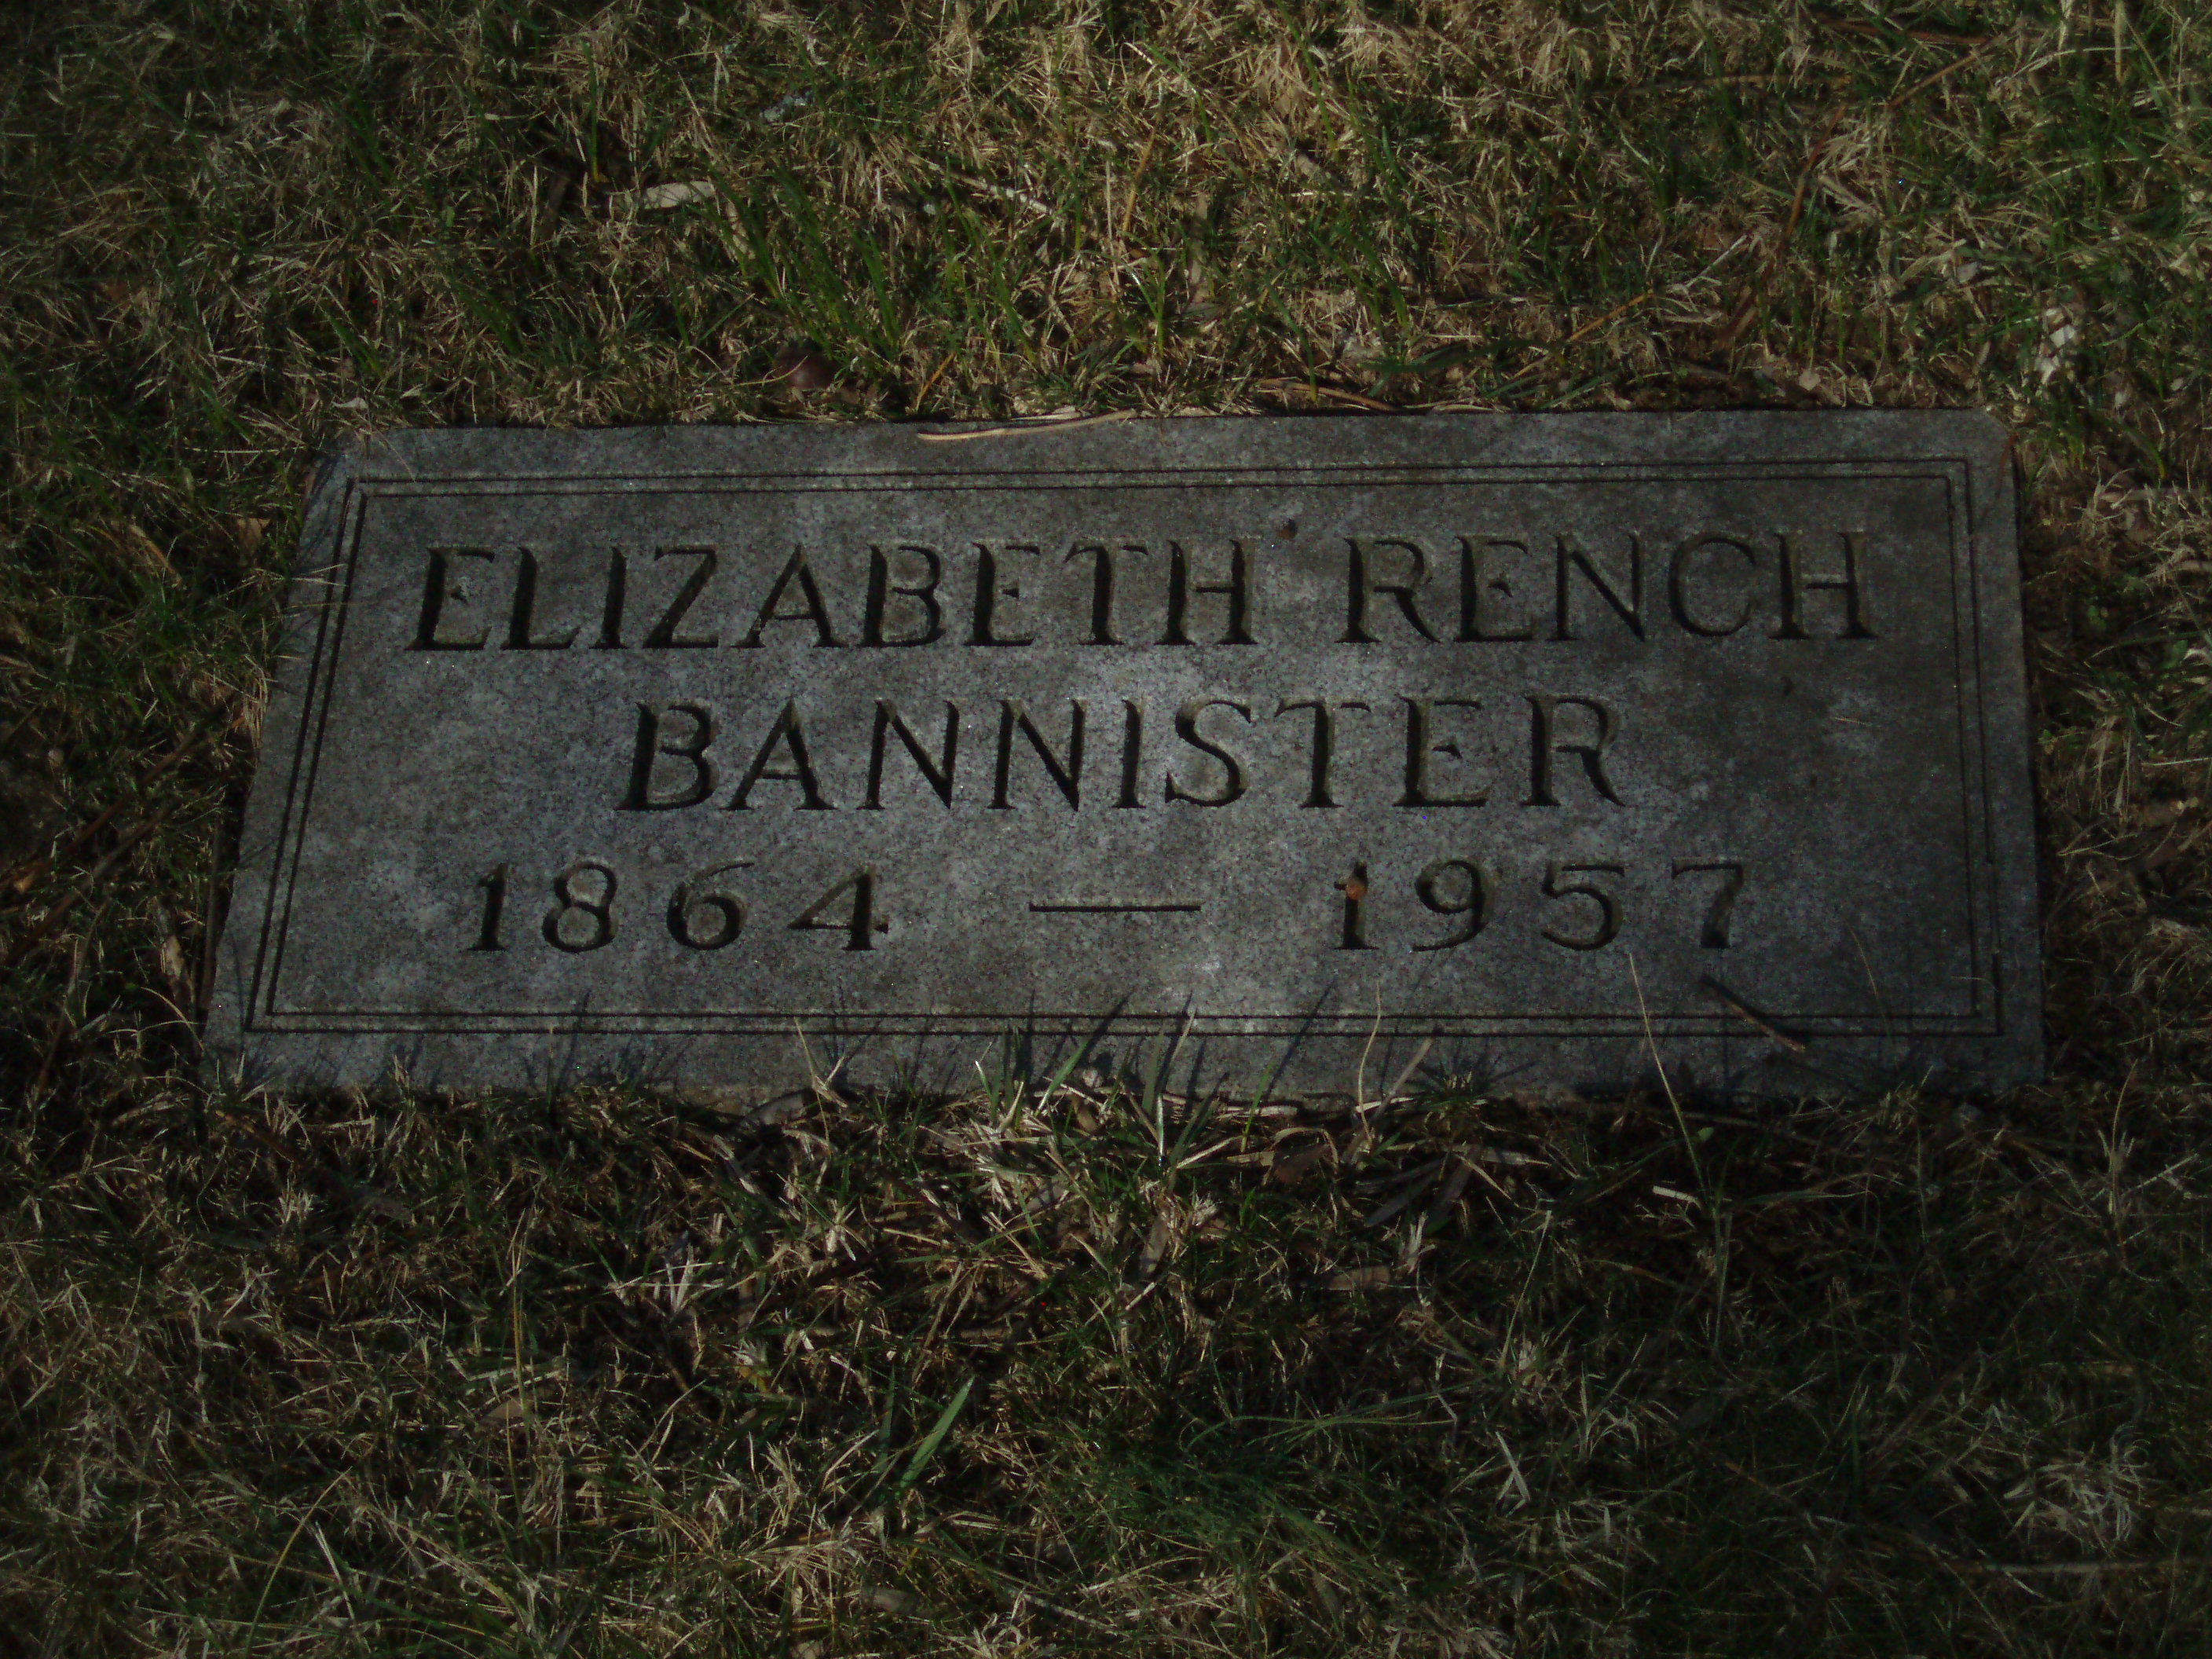 ELIZABETH RENCH
BANNISTER
1864 — 1957